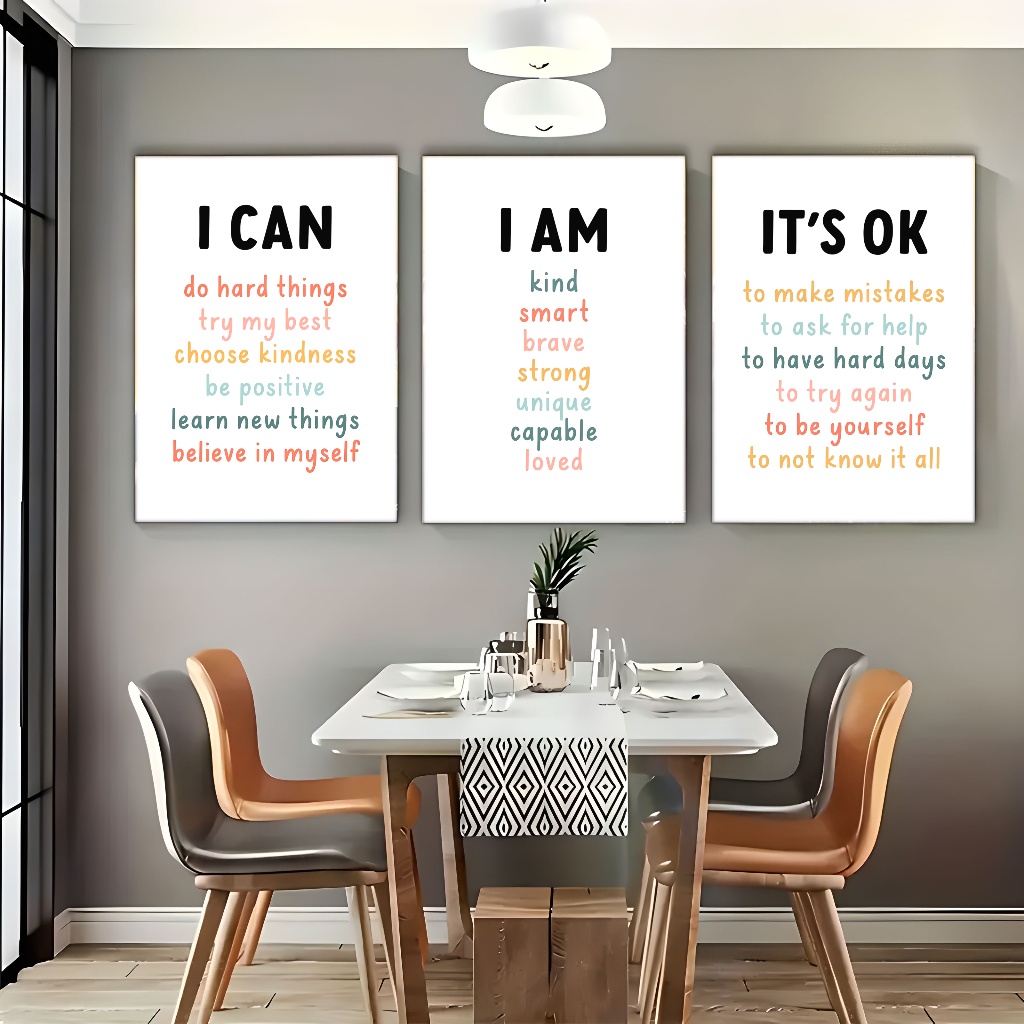 I CAN
do hard things
try my best
choose kindness
be positive
learn new things
believe in myself
I AM
kind
smart
brave
strong
unique
capable
loved
IT'S OK
to make mistakes
to ask for help
to have hard days
to try again
to be yourself
to not know it all